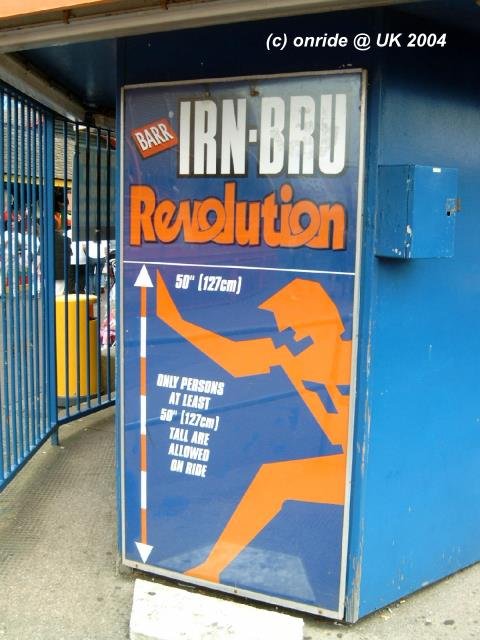 (c) onride @ UK 2004
BARR
IRN-BRU
Revolution
50" (127cm)
ONLY PERSONS
AT LEAST
50" (127cm)
TALL ARE
ALLOWED
ON RIDE